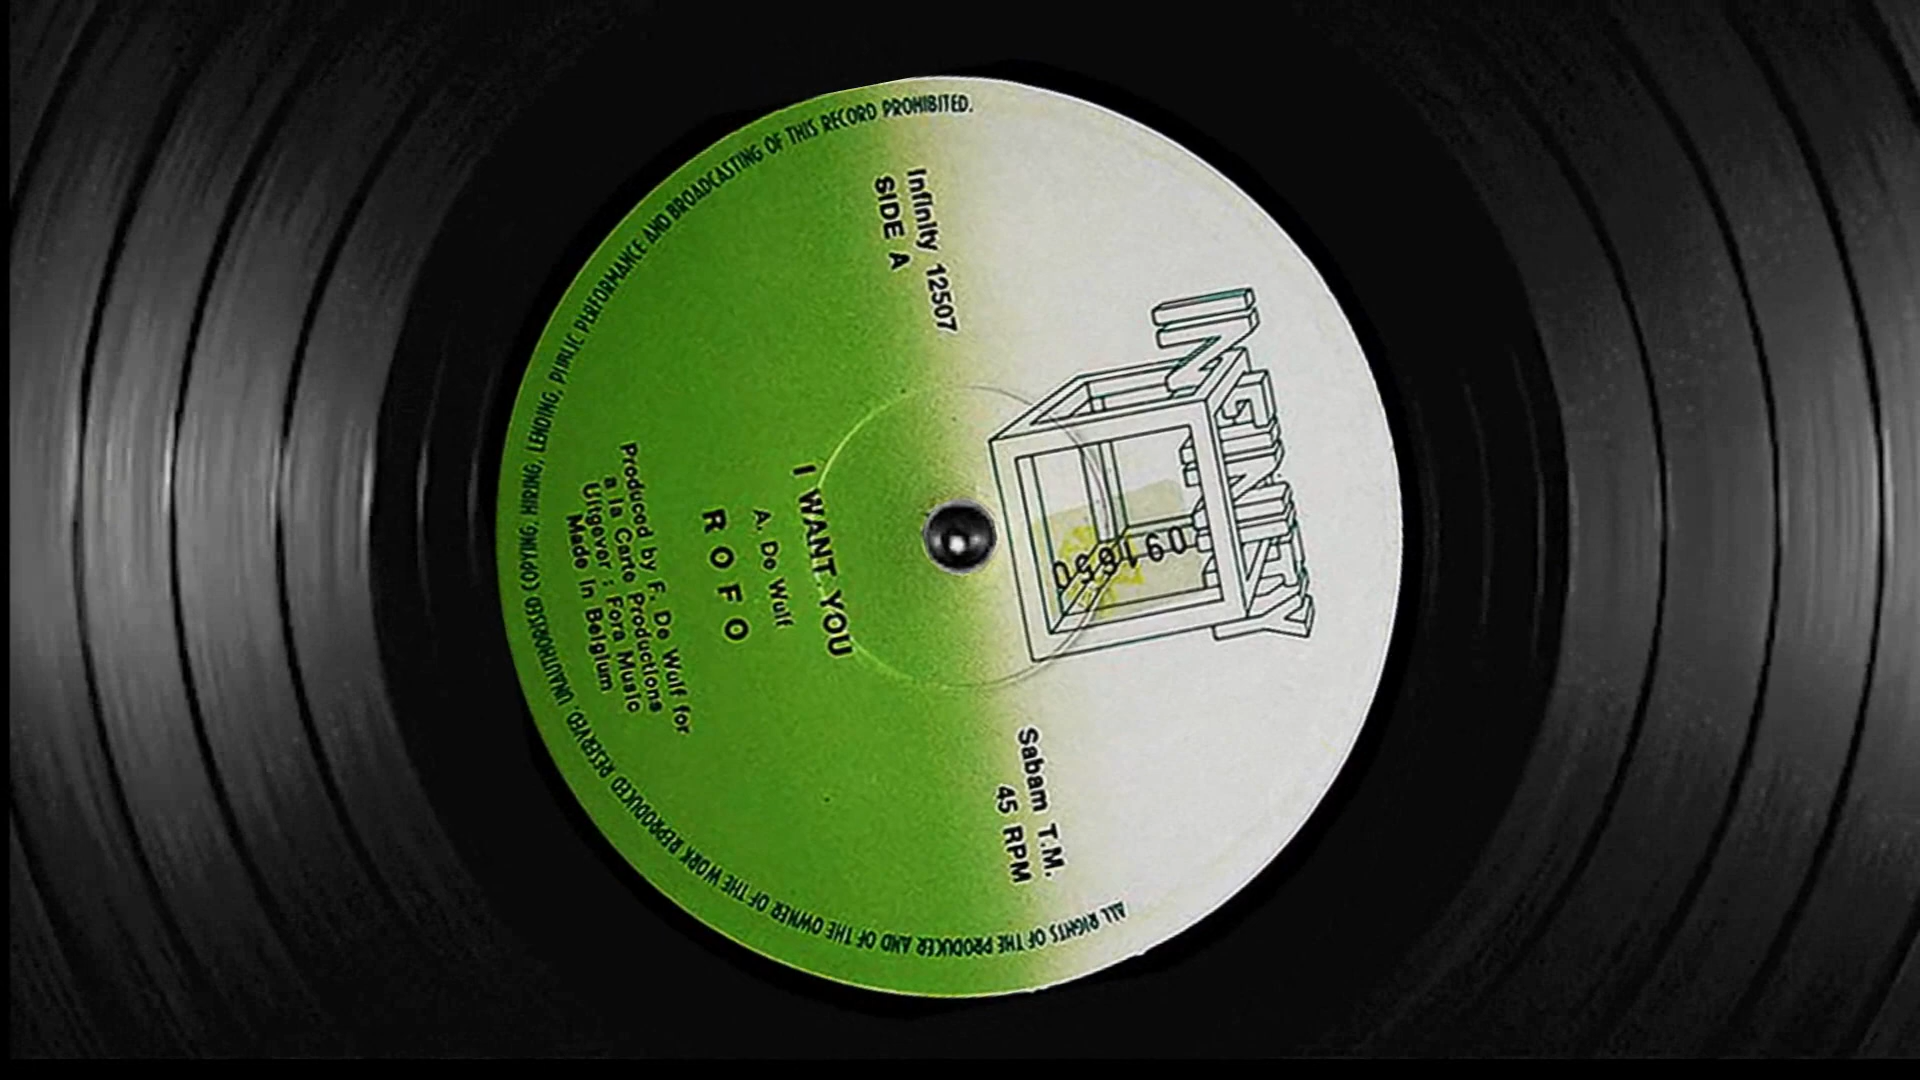 INFINITY
Infinity 12507
SIDE A
Sabam T.M.
45 RPM
I WANT YOU
A. De Wulf
ROFO
Produced by F. De Wulf for
a la Carte Productions
Uitgever : Fora Music
Made in Belgium
ALL RIGHTS OF THE PRODUCER AND OF THE OWNER OF THE WORK REPRODUCED RESERVED. UNAUTHORISED COPYING, HIRING, LENDING, PUBLIC PERFORMANCE AND BROADCASTING OF THIS RECORD PROHIBITED.